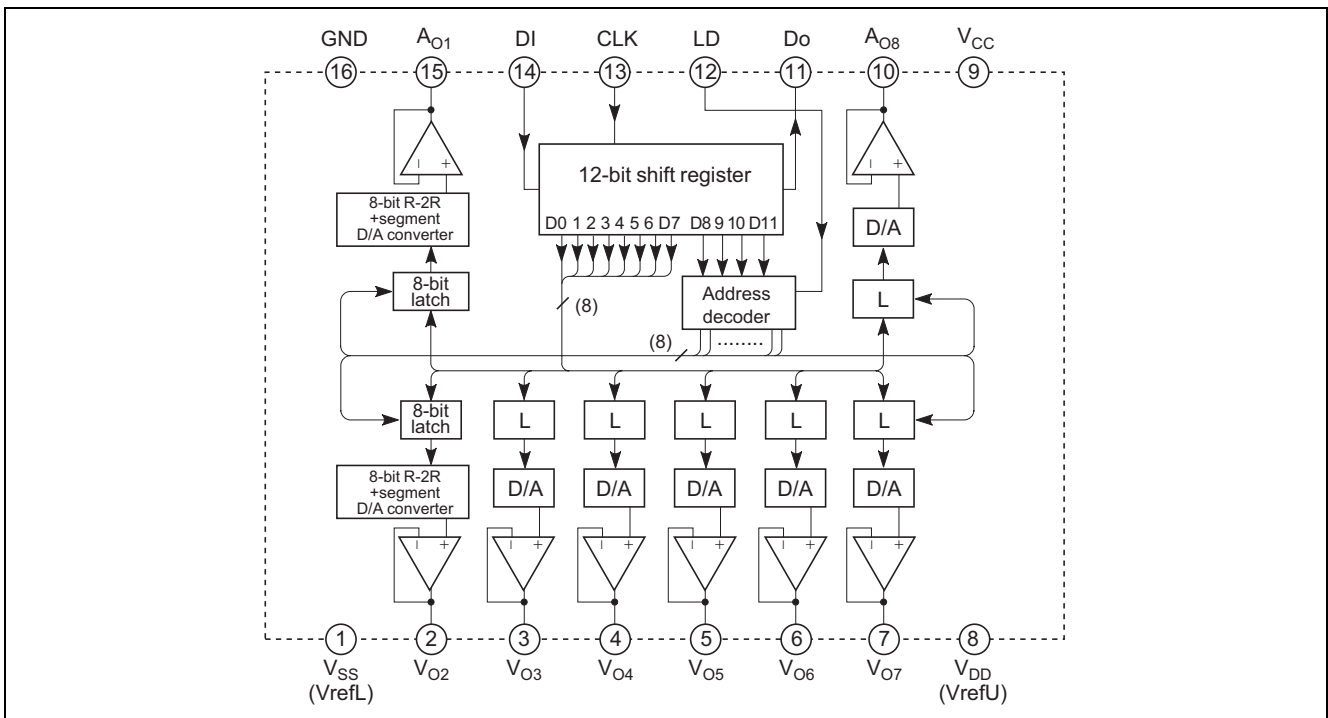 GND AO1 DI CLK LD Do AO8 VCC
16 15 14 13 12 11 10 9
− +
12-bit shift register
− +
8-bit R-2R
+segment
D/A converter
D0 1 2 3 4 5 6 D7 D8 9 10 D11
D/A
8-bit
latch
Address
decoder
L
(8)
(8) ........
8-bit
latch
L L L L L
8-bit R-2R
+segment
D/A converter
D/A D/A D/A D/A D/A
− + − + − + − + − + − +
1 2 3 4 5 6 7 8
VSS VO2 VO3 VO4 VO5 VO6 VO7 VDD
(VrefL) (VrefU)